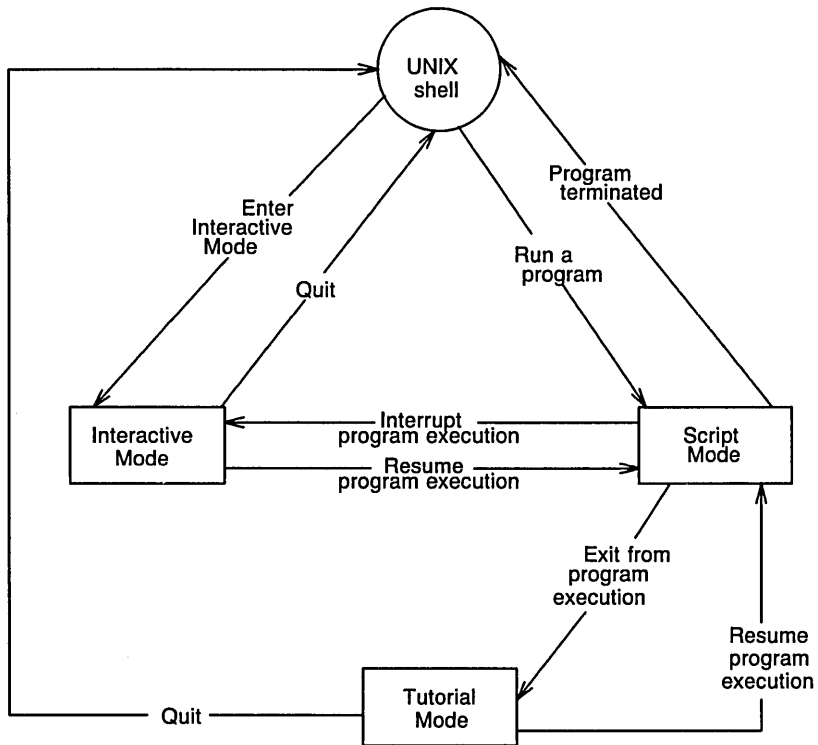 UNIX
shell
Program
terminated
Enter
Interactive
Mode
Run a
program
Quit
Interactive
Mode
Interrupt
program execution
Resume
program execution
Script
Mode
Exit from
program
execution
Resume
program
execution
Tutorial
Mode
Quit